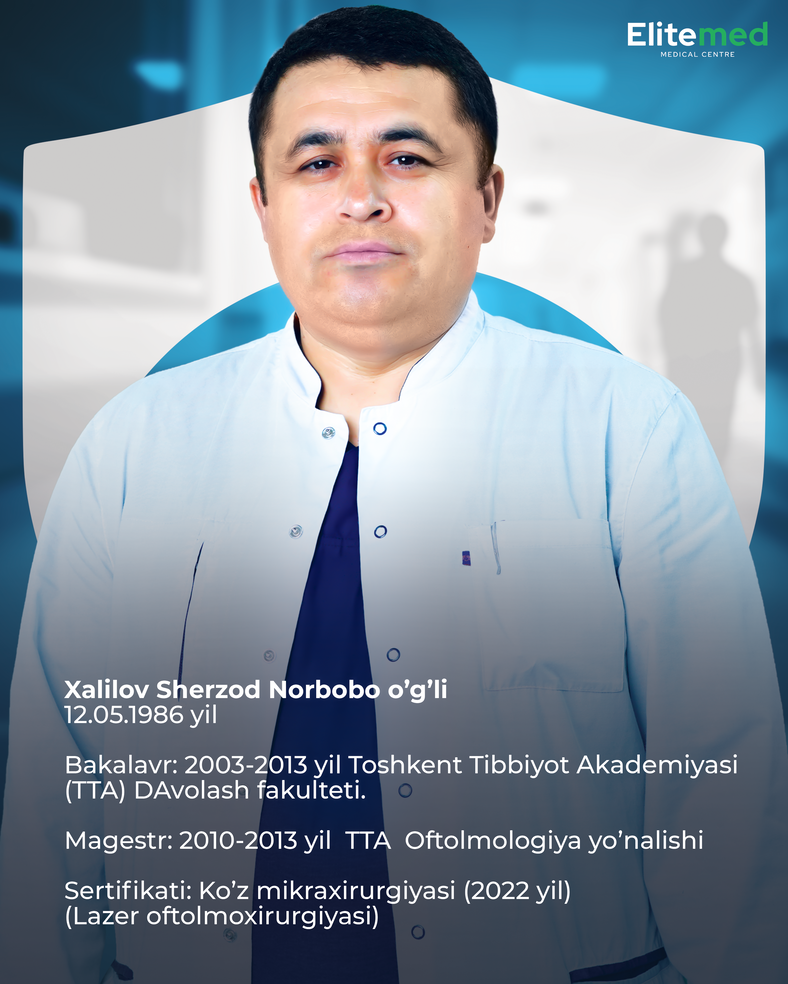 Elitemed
MEDICAL CENTRE
Xalilov Sherzod Norbobo o’g’li
12.05.1986 yil
Bakalavr: 2003-2013 yil Toshkent Tibbiyot Akademiyasi
(TTA) DAvolash fakulteti.
Magestr: 2010-2013 yil TTA Oftolmologiya yo’nalishi
Sertifikati: Ko’z mikraxirurgiyasi (2022 yil)
(Lazer oftolmoxirurgiyasi)